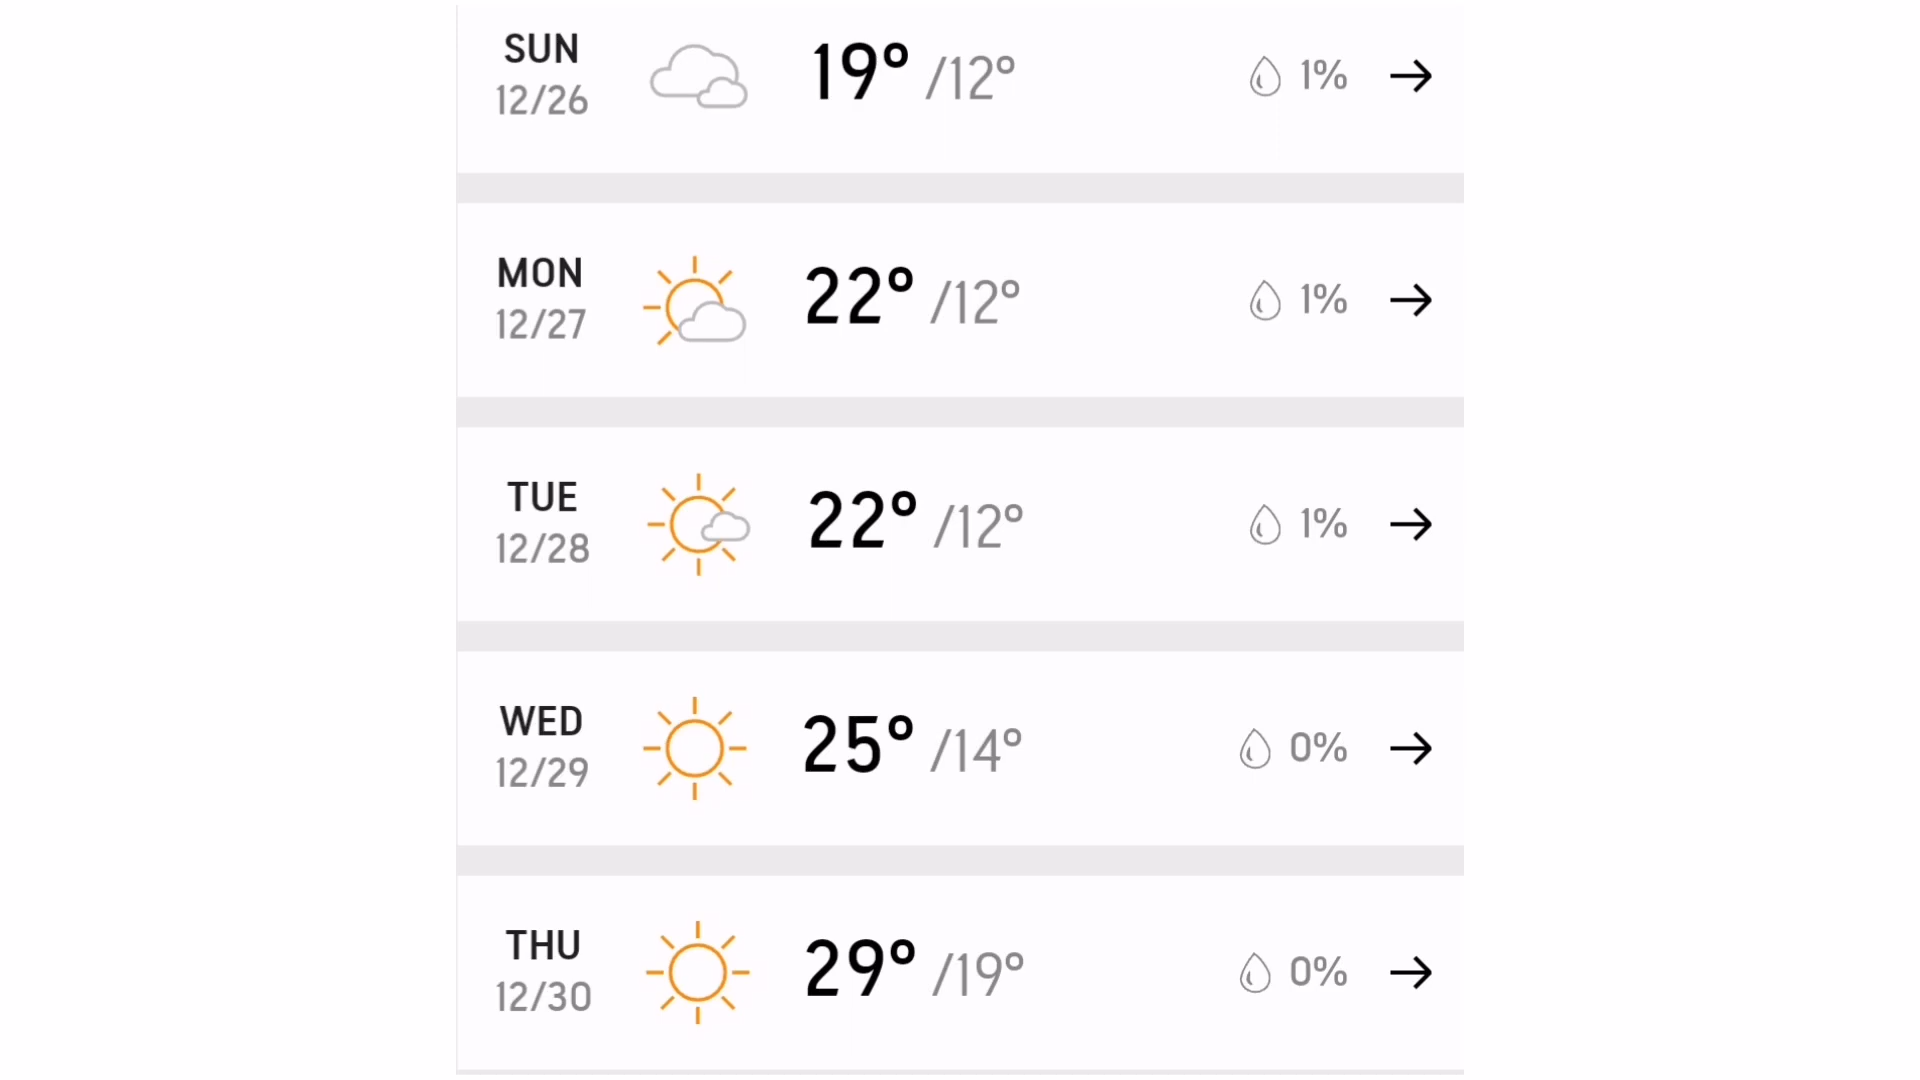 SUN 19° /12° 1%
12/26
MON 22° /12° 1%
12/27
TUE 22° /12° 1%
12/28
WED 25° /14° 0%
12/29
THU 29° /19° 0%
12/30